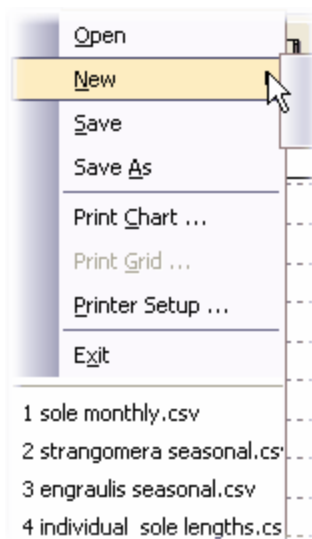 Open
New
Save
Save As
Print Chart ...
Print Grid ...
Printer Setup ...
Exit
1 sole monthly.csv
2 strangomera seasonal.cs
3 engraulis seasonal.csv
4 individual sole lengths.cs